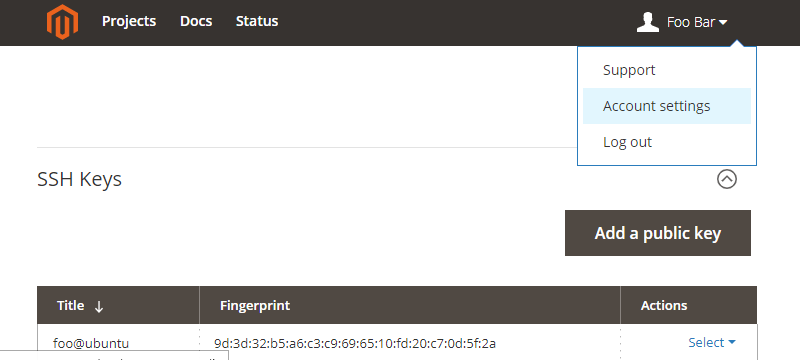 Projects Docs Status Foo Bar
Support
Account settings
Log out
SSH Keys
Add a public key
Title Fingerprint Actions
foo@ubuntu 9d:3d:32:b5:a6:c3:c9:69:65:10:fd:20:c7:0d:5f:2a Select